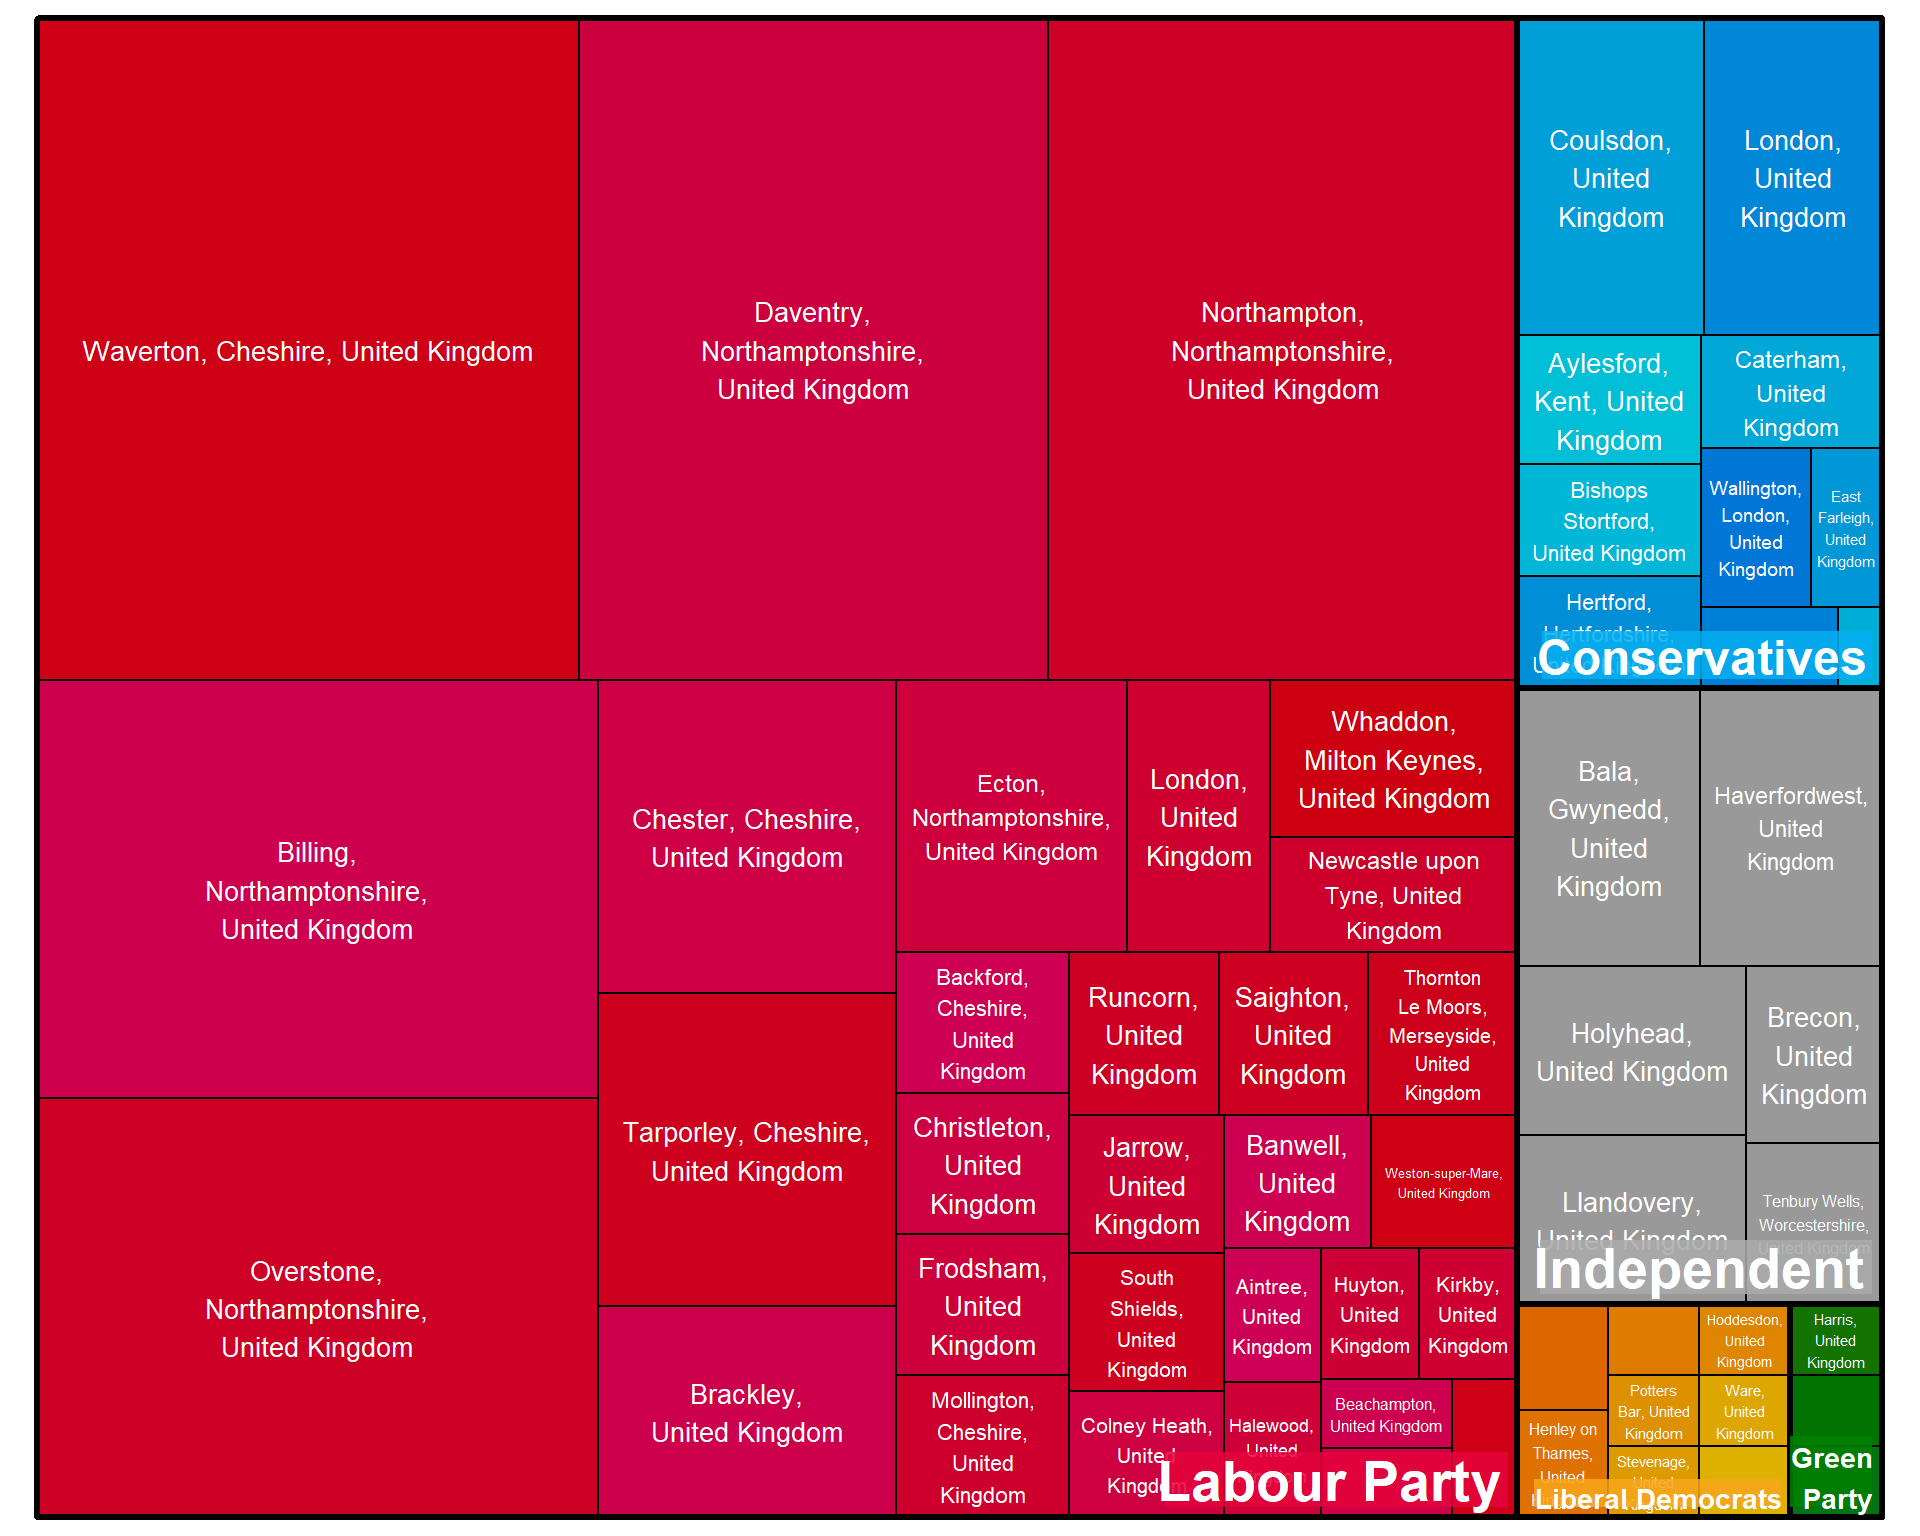 Waverton, Cheshire, United Kingdom
Daventry,
Northamptonshire,
United Kingdom
Northampton,
Northamptonshire,
United Kingdom
Billing,
Northamptonshire,
United Kingdom
Overstone,
Northamptonshire,
United Kingdom
Chester, Cheshire,
United Kingdom
Tarporley, Cheshire,
United Kingdom
Brackley,
United Kingdom
Ecton,
Northamptonshire,
United Kingdom
London,
United
Kingdom
Whaddon,
Milton Keynes,
United Kingdom
Newcastle upon
Tyne, United
Kingdom
Backford,
Cheshire,
United
Kingdom
Christleton,
United
Kingdom
Frodsham,
United
Kingdom
Mollington,
Cheshire,
United
Kingdom
Runcorn,
United
Kingdom
Saighton,
United
Kingdom
Thornton
Le Moors,
Merseyside,
United
Kingdom
Jarrow,
United
Kingdom
South
Shields,
United
Kingdom
Colney Heath,
United
Kingdom
Banwell,
United
Kingdom
Weston-super-Mare,
United Kingdom
Aintree,
United
Kingdom
Huyton,
United
Kingdom
Kirkby,
United
Kingdom
Halewood,
United
Beachampton,
United Kingdom
Labour Party
Coulsdon,
United
Kingdom
London,
United
Kingdom
Aylesford,
Kent, United
Kingdom
Caterham,
United
Kingdom
Bishops
Stortford,
United Kingdom
Wallington,
London,
United
Kingdom
East
Farleigh,
United
Kingdom
Hertford,
Hertfordshire,
Conservatives
Bala,
Gwynedd,
United
Kingdom
Haverfordwest,
United
Kingdom
Holyhead,
United Kingdom
Brecon,
United
Kingdom
Llandovery,
United Kingdom
Tenbury Wells,
Worcestershire,
United Kingdom
Independent
Hoddesdon,
United
Kingdom
Potters
Bar, United
Kingdom
Ware,
United
Kingdom
Henley on
Thames,
United
Stevenage,
United
Liberal Democrats
Harris,
United
Kingdom
Green
Party